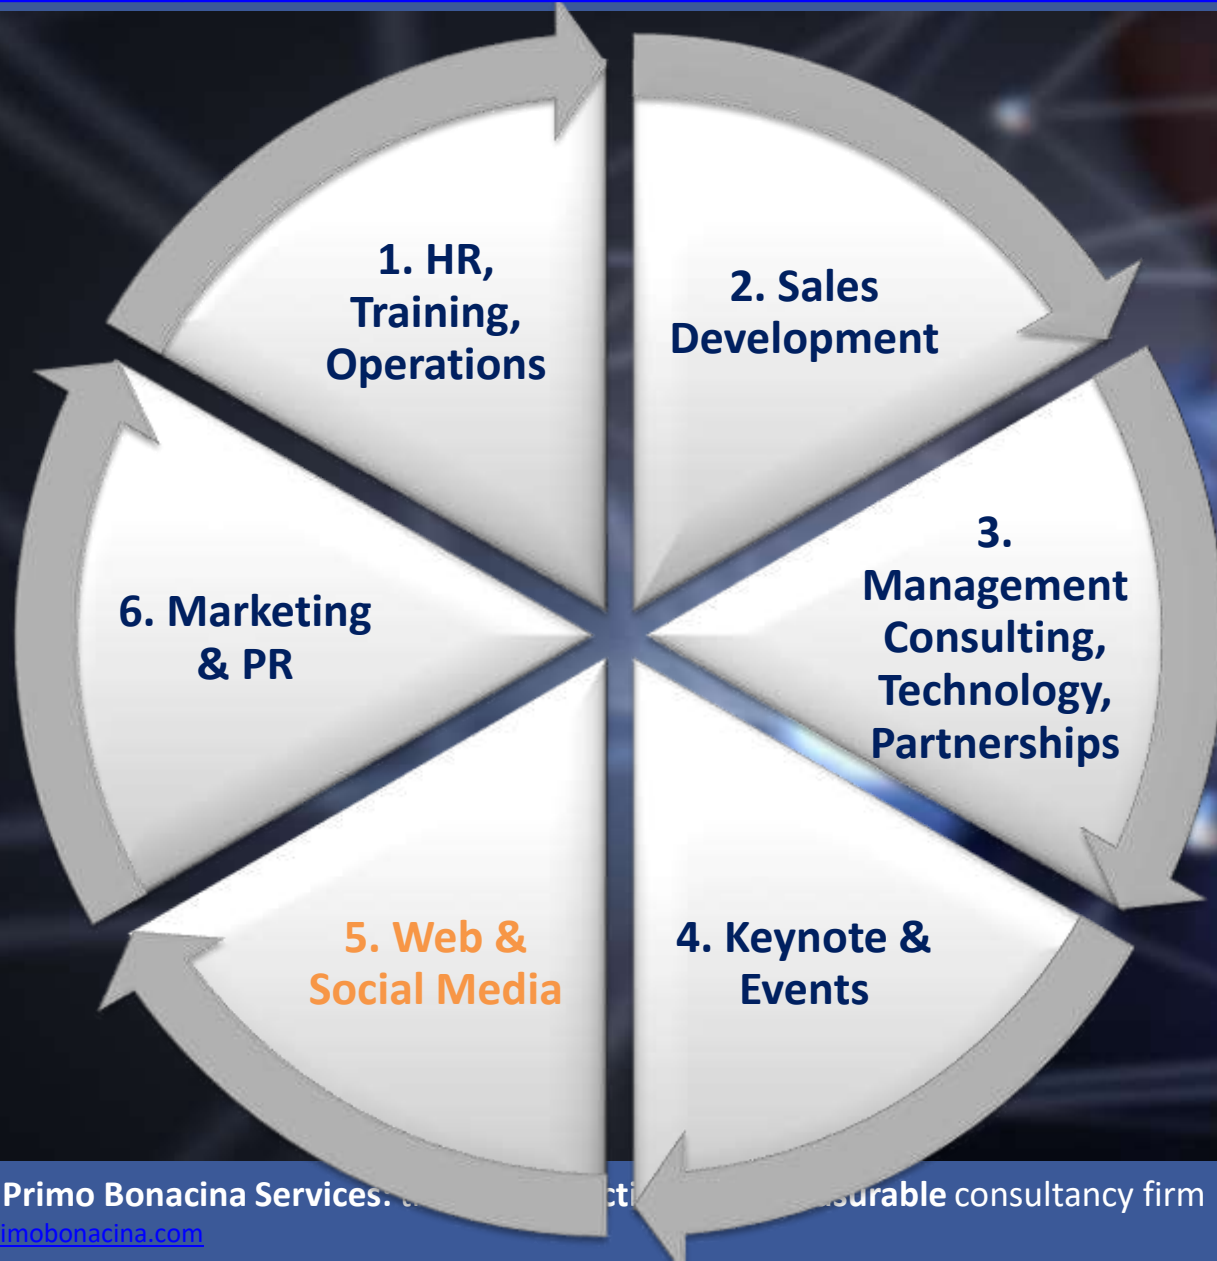 1. HR,
Training,
Operations
2. Sales
Development
3.
Management
Consulting,
Technology,
Partnerships
4. Keynote &
Events
5. Web &
Social Media
6. Marketing
& PR
Primo Bonacina Services: consultancy firm
imobonacina.com